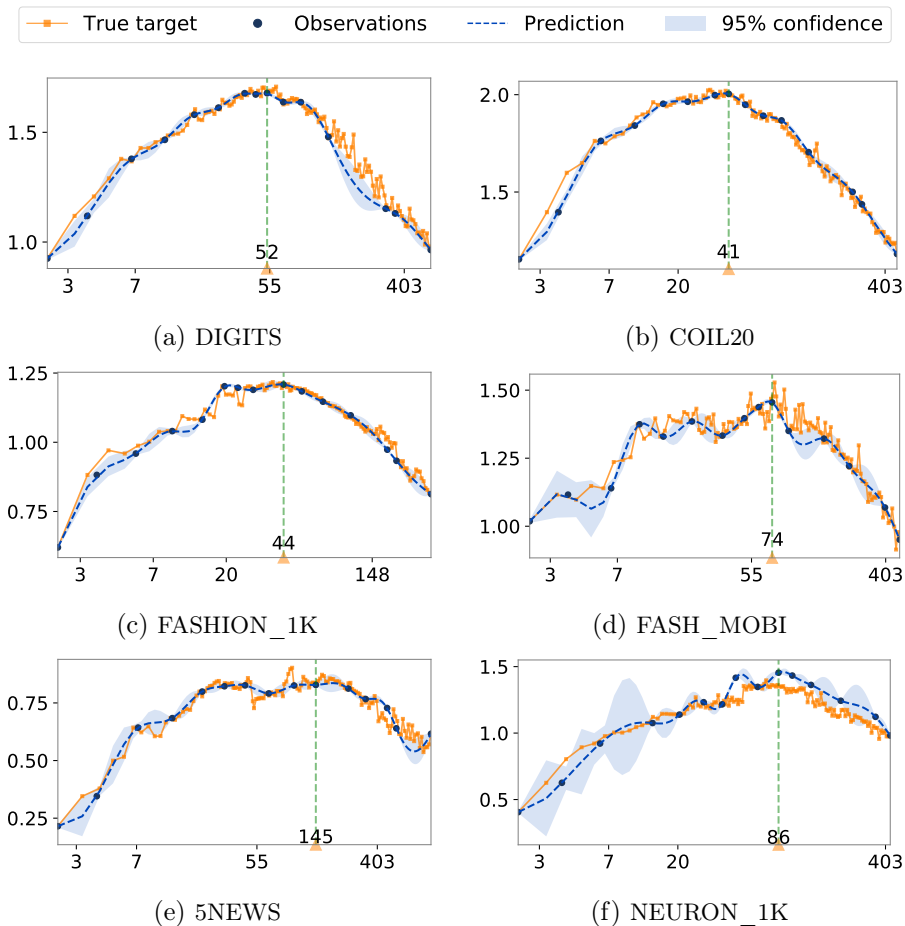 True target Observations Prediction 95% confidence
1.5
1.0
52
3 7 55 403
(a) DIGITS
2.0
1.5
41
3 7 20 403
(b) COIL20
1.25
1.00
0.75
44
3 7 20 148
(c) FASHION_1K
1.50
1.25
1.00
74
3 7 55 403
(d) FASH_MOBI
0.75
0.50
0.25
145
3 7 55 403
(e) 5NEWS
1.5
1.0
0.5
86
3 7 20 403
(f) NEURON_1K